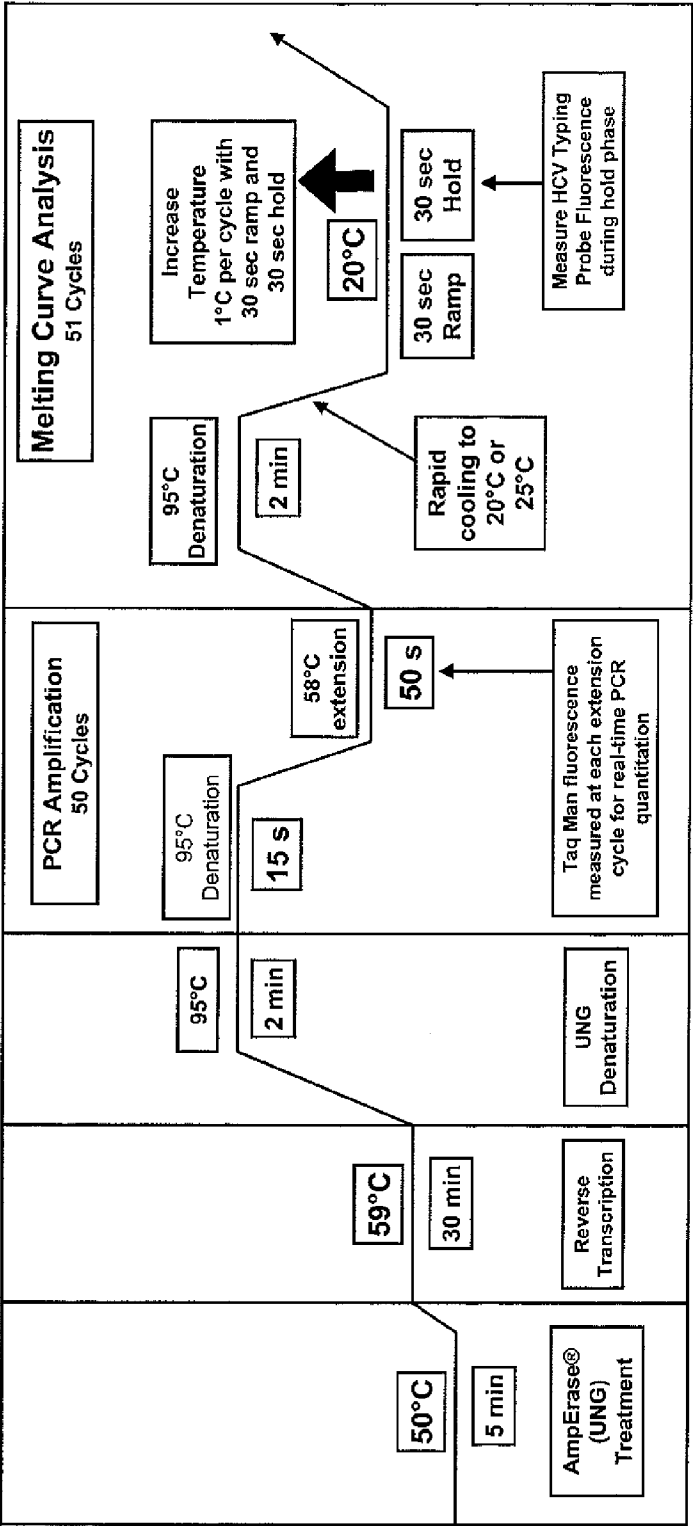 50°C
5 min
AmpErase®
(UNG)
Treatment
59°C
30 min
Reverse
Transcription
95°C
2 min
UNG
Denaturation
PCR Amplification
50 Cycles
95°C
Denaturation
15 s
58°C
extension
50 s
Taq Man fluorescence
measured at each extension
cycle for real-time PCR
quantitation
Melting Curve Analysis
51 Cycles
95°C
Denaturation
2 min
Rapid
cooling to
20°C or
25°C
Increase
Temperature
1°C per cycle with
30 sec ramp and
30 sec hold
20°C
30 sec
Ramp
30 sec
Hold
Measure HCV Typing
Probe Fluorescence
during hold phase